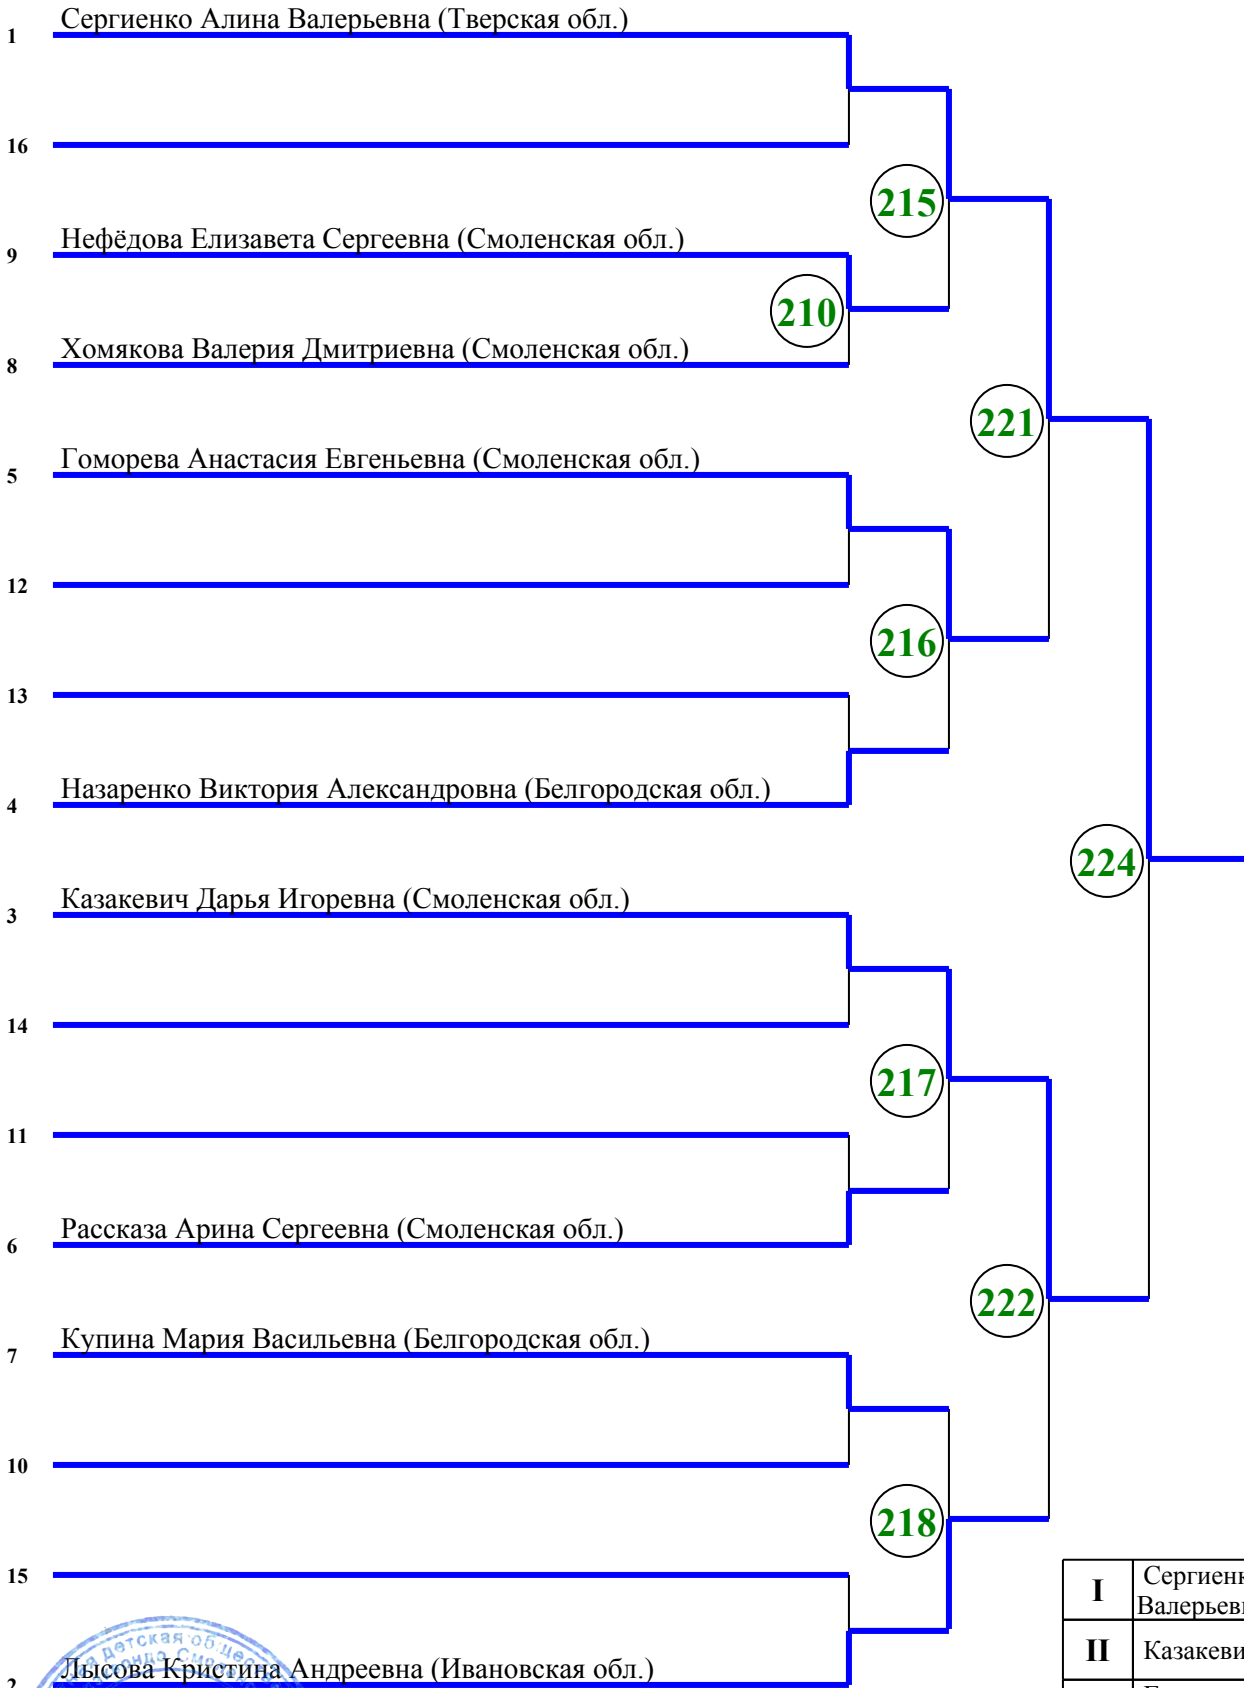 Сергиенко Алина Валерьевна (Тверская обл.)
1
16
215
Нефёдова Елизавета Сергеевна (Смоленская обл.)
9
210
Хомякова Валерия Дмитриевна (Смоленская обл.)
8
221
Гоморева Анастасия Евгеньевна (Смоленская обл.)
5
12
216
13
Назаренко Виктория Александровна (Белгородская обл.)
4
224
Казакевич Дарья Игоревна (Смоленская обл.)
3
14
217
11
Рассказа Арина Сергеевна (Смоленская обл.)
6
222
Купина Мария Васильевна (Белгородская обл.)
7
10
218
15
I Сергиенк
Валерьевн
II Казакеви
Лысова Кристина Андреевна (Ивановская обл.)
2
детская